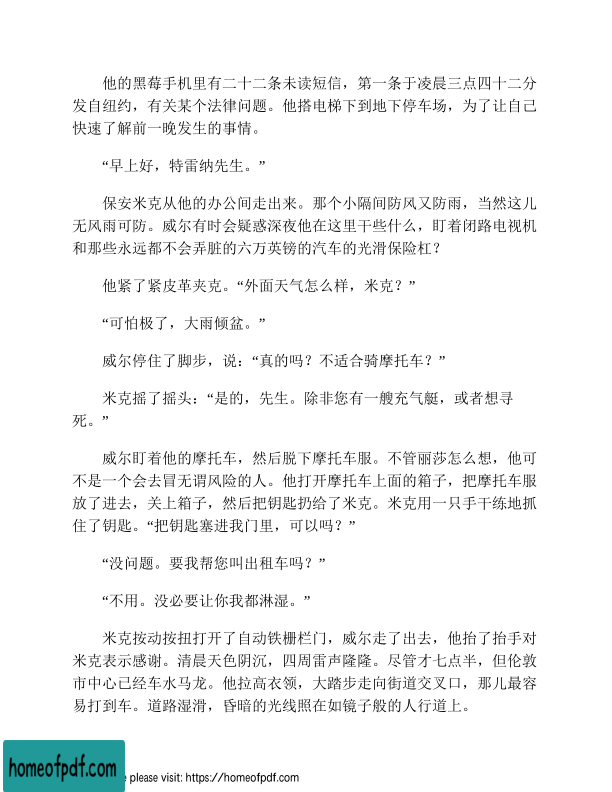 他的黑莓手机里有二十二条未读短信，第一条于凌晨三点四十二分
发自纽约，有关某个法律问题。他搭电梯下到地下停车场，为了让自己
快速了解前一晚发生的事情。
“早上好，特雷纳先生。”
保安米克从他的办公间走出来。那个小隔间防风又防雨，当然这儿
无风雨可防。威尔有时会疑惑深夜他在这里干些什么，盯着闭路电视机
和那些永远都不会弄脏的六万英镑的汽车的光滑保险杠？
他紧了紧皮革夹克。“外面天气怎么样，米克？”
“可怕极了，大雨倾盆。”
威尔停住了脚步，说：“真的吗？不适合骑摩托车？”
米克摇了摇头：“是的，先生。除非您有一艘充气艇，或者想寻
死。”
威尔盯着他的摩托车，然后脱下摩托车服。不管丽莎怎么想，他可
不是一个会去冒无谓风险的人。他打开摩托车上面的箱子，把摩托车服
放了进去，关上箱子，然后把钥匙扔给了米克。米克用一只手干练地抓
住了钥匙。“把钥匙塞进我门里，可以吗？”
“没问题。要我帮您叫出租车吗？”
“不用。没必要让你我都淋湿。”
米克按动按扭打开了自动铁栅栏门，威尔走了出去，他抬了抬手对
米克表示感谢。清晨天色阴沉，四周雷声隆隆。尽管才七点半，但伦敦
市中心已经车水马龙。他拉高衣领，大踏步走向街道交叉口，那儿最容
易打到车。道路湿滑，昏暗的光线照在如镜子般的人行道上。
homeofpdf.com
e please visit: https://homeofpdf.com